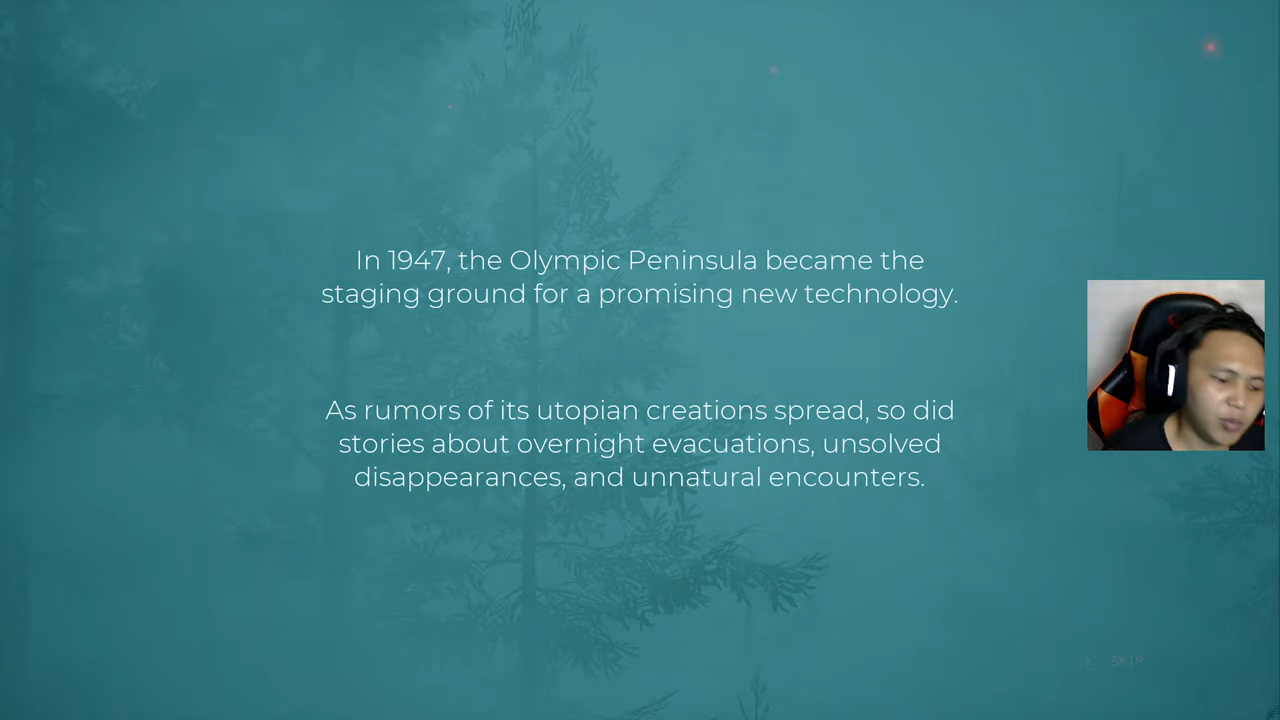 In 1947, the Olympic Peninsula became the
staging ground for a promising new technology.
As rumors of its utopian creations spread, so did
stories about overnight evacuations, unsolved
disappearances, and unnatural encounters.
SKIP